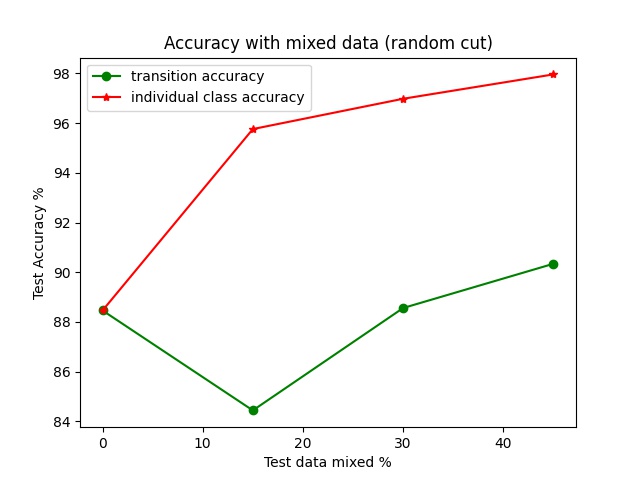 Accuracy with mixed data (random cut)
transition accuracy
individual class accuracy
98
96
94
92
90
88
86
84
Test Accuracy %
0 10 20 30 40
Test data mixed %